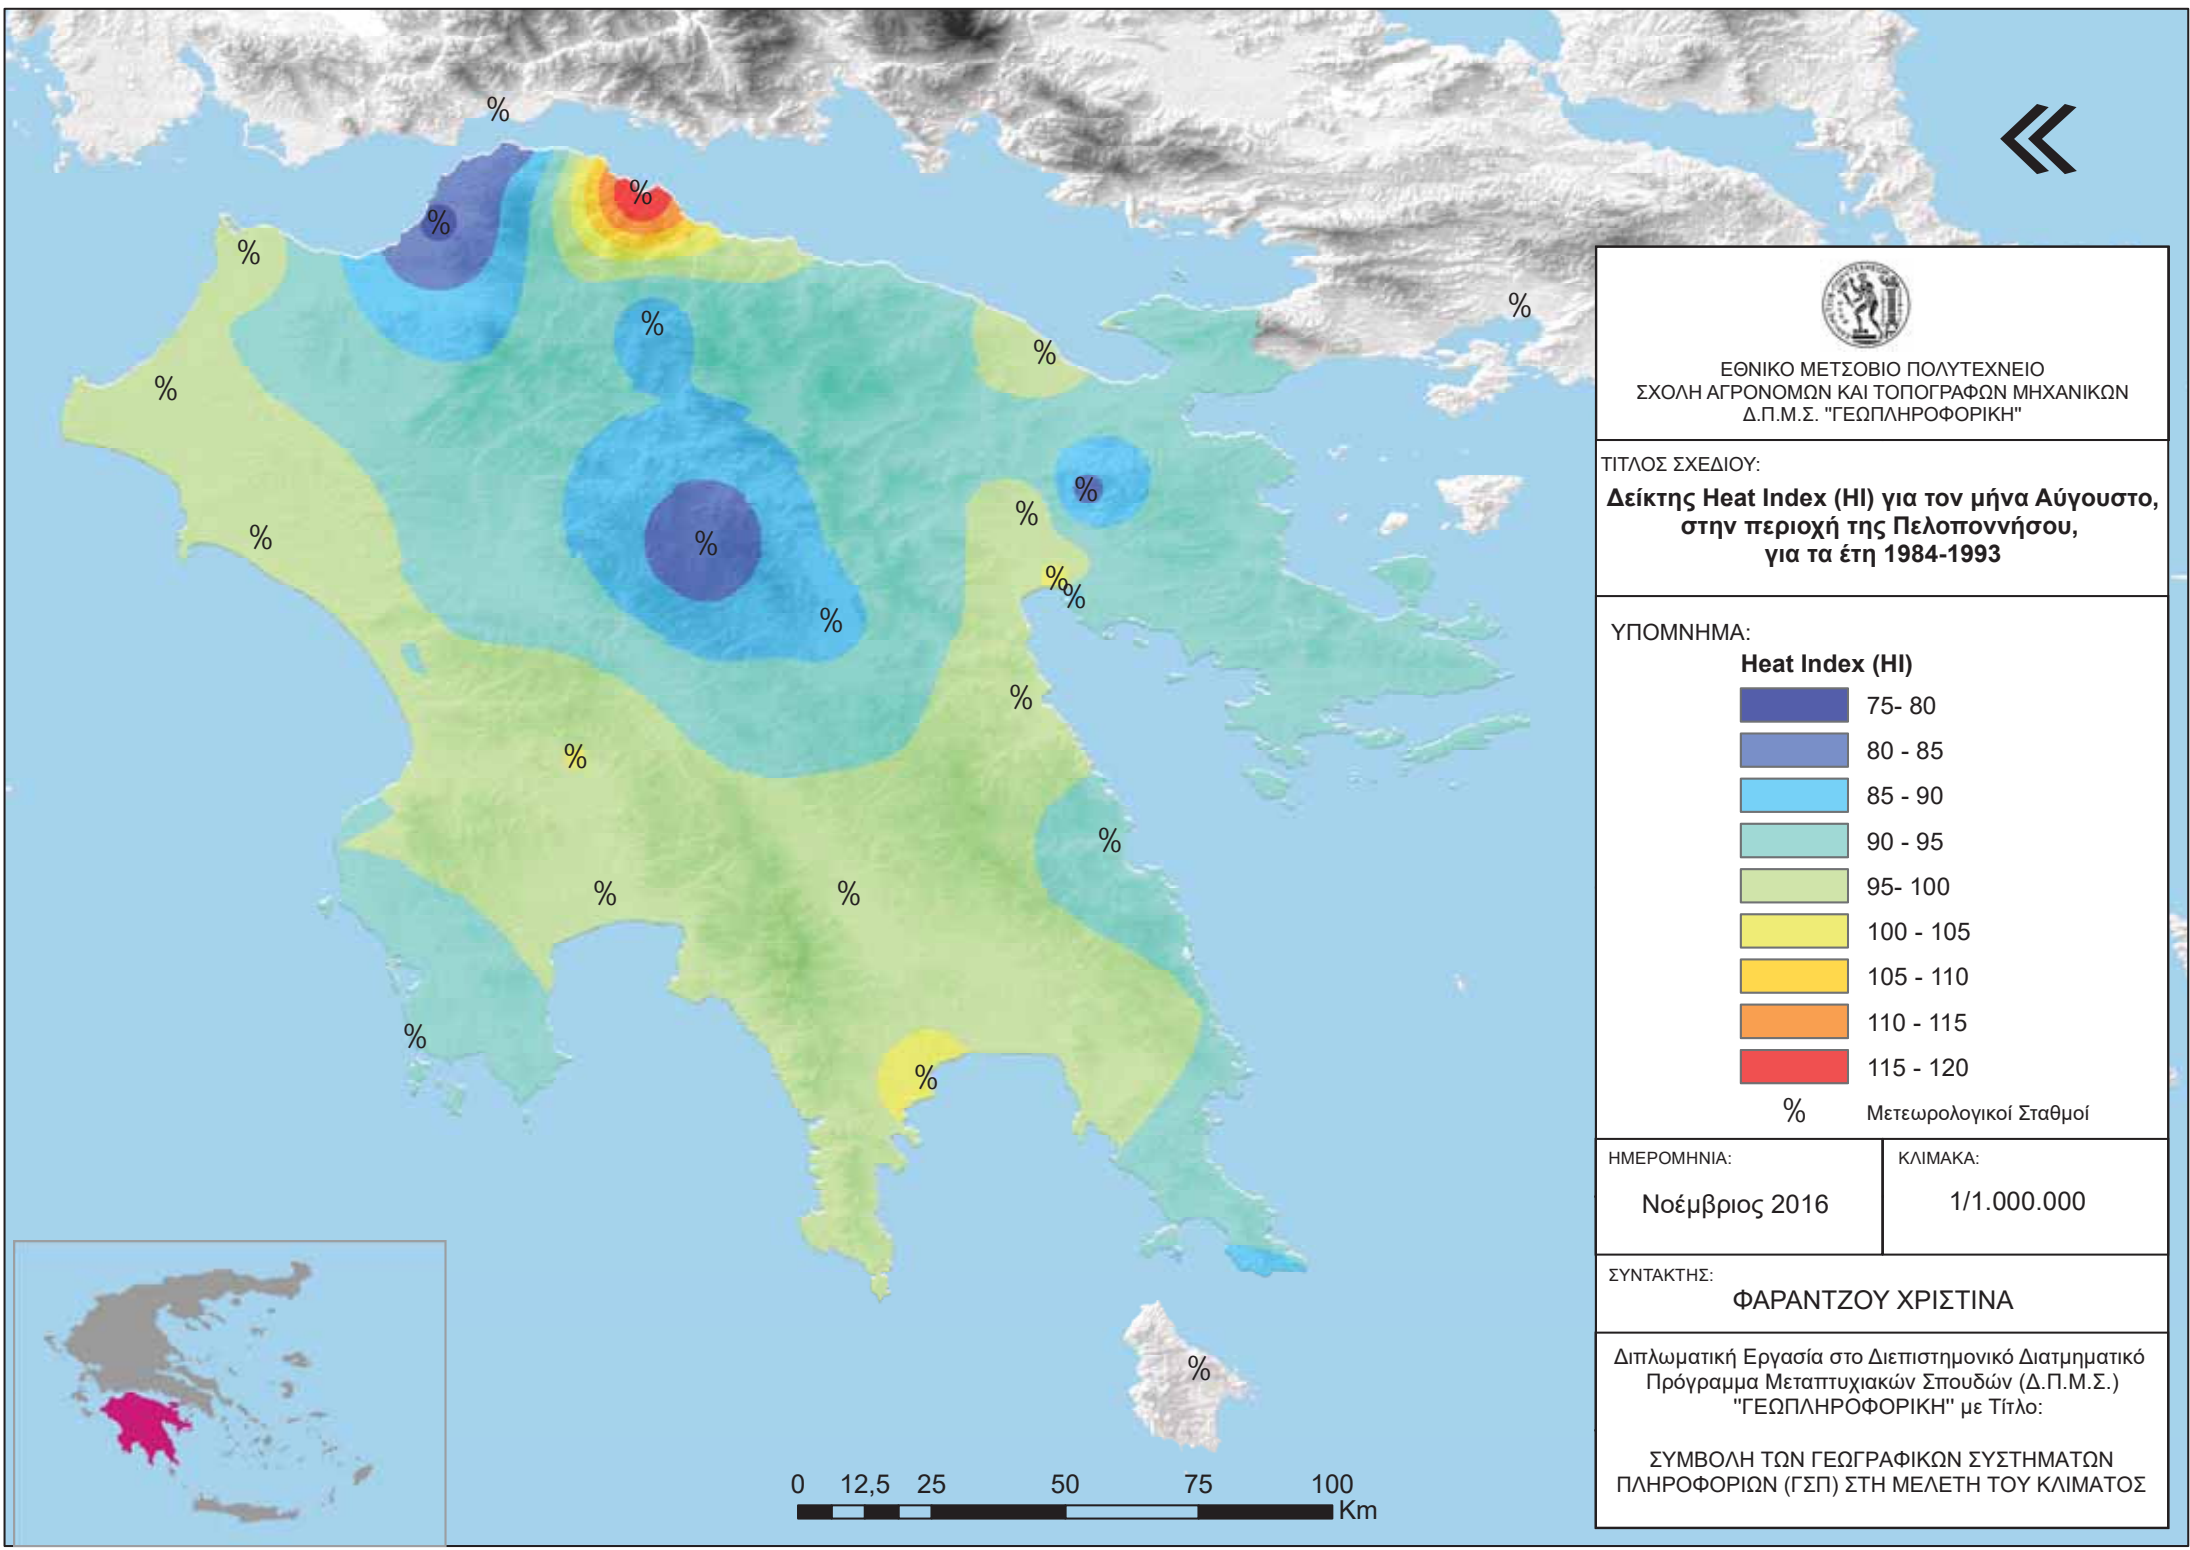 ΕΘΝΙΚΟ ΜΕΤΣΟΒΙΟ ΠΟΛΥΤΕΧΝΕΙΟ
ΣΧΟΛΗ ΑΓΡΟΝΟΜΩΝ ΚΑΙ ΤΟΠΟΓΡΑΦΩΝ ΜΗΧΑΝΙΚΩΝ
Δ.Π.Μ.Σ. "ΓΕΩΠΛΗΡΟΦΟΡΙΚΗ"
ΤΙΤΛΟΣ ΣΧΕΔΙΟΥ:
Δείκτης Heat Index (HI) για τον μήνα Αύγουστο,
στην περιοχή της Πελοποννήσου,
για τα έτη 1984-1993
ΥΠΟΜΝΗΜΑ:
Heat Index (HI)
75- 80
80 - 85
85 - 90
90 - 95
95- 100
100 - 105
105 - 110
110 - 115
115 - 120
% Μετεωρολογικοί Σταθμοί
ΗΜΕΡΟΜΗΝΙΑ:
Νοέμβριος 2016
ΚΛΙΜΑΚΑ:
1/1.000.000
ΣΥΝΤΑΚΤΗΣ:
ΦΑΡΑΝΤΖΟΥ ΧΡΙΣΤΙΝΑ
Διπλωματική Εργασία στο Διεπιστημονικό Διατμηματικό
Πρόγραμμα Μεταπτυχιακών Σπουδών (Δ.Π.Μ.Σ.)
"ΓΕΩΠΛΗΡΟΦΟΡΙΚΗ" με Τίτλο:
ΣΥΜΒΟΛΗ ΤΩΝ ΓΕΩΓΡΑΦΙΚΩΝ ΣΥΣΤΗΜΑΤΩΝ
ΠΛΗΡΟΦΟΡΙΩΝ (ΓΣΠ) ΣΤΗ ΜΕΛΕΤΗ ΤΟΥ ΚΛΙΜΑΤΟΣ
0 12,5 25 50 75 100
Km